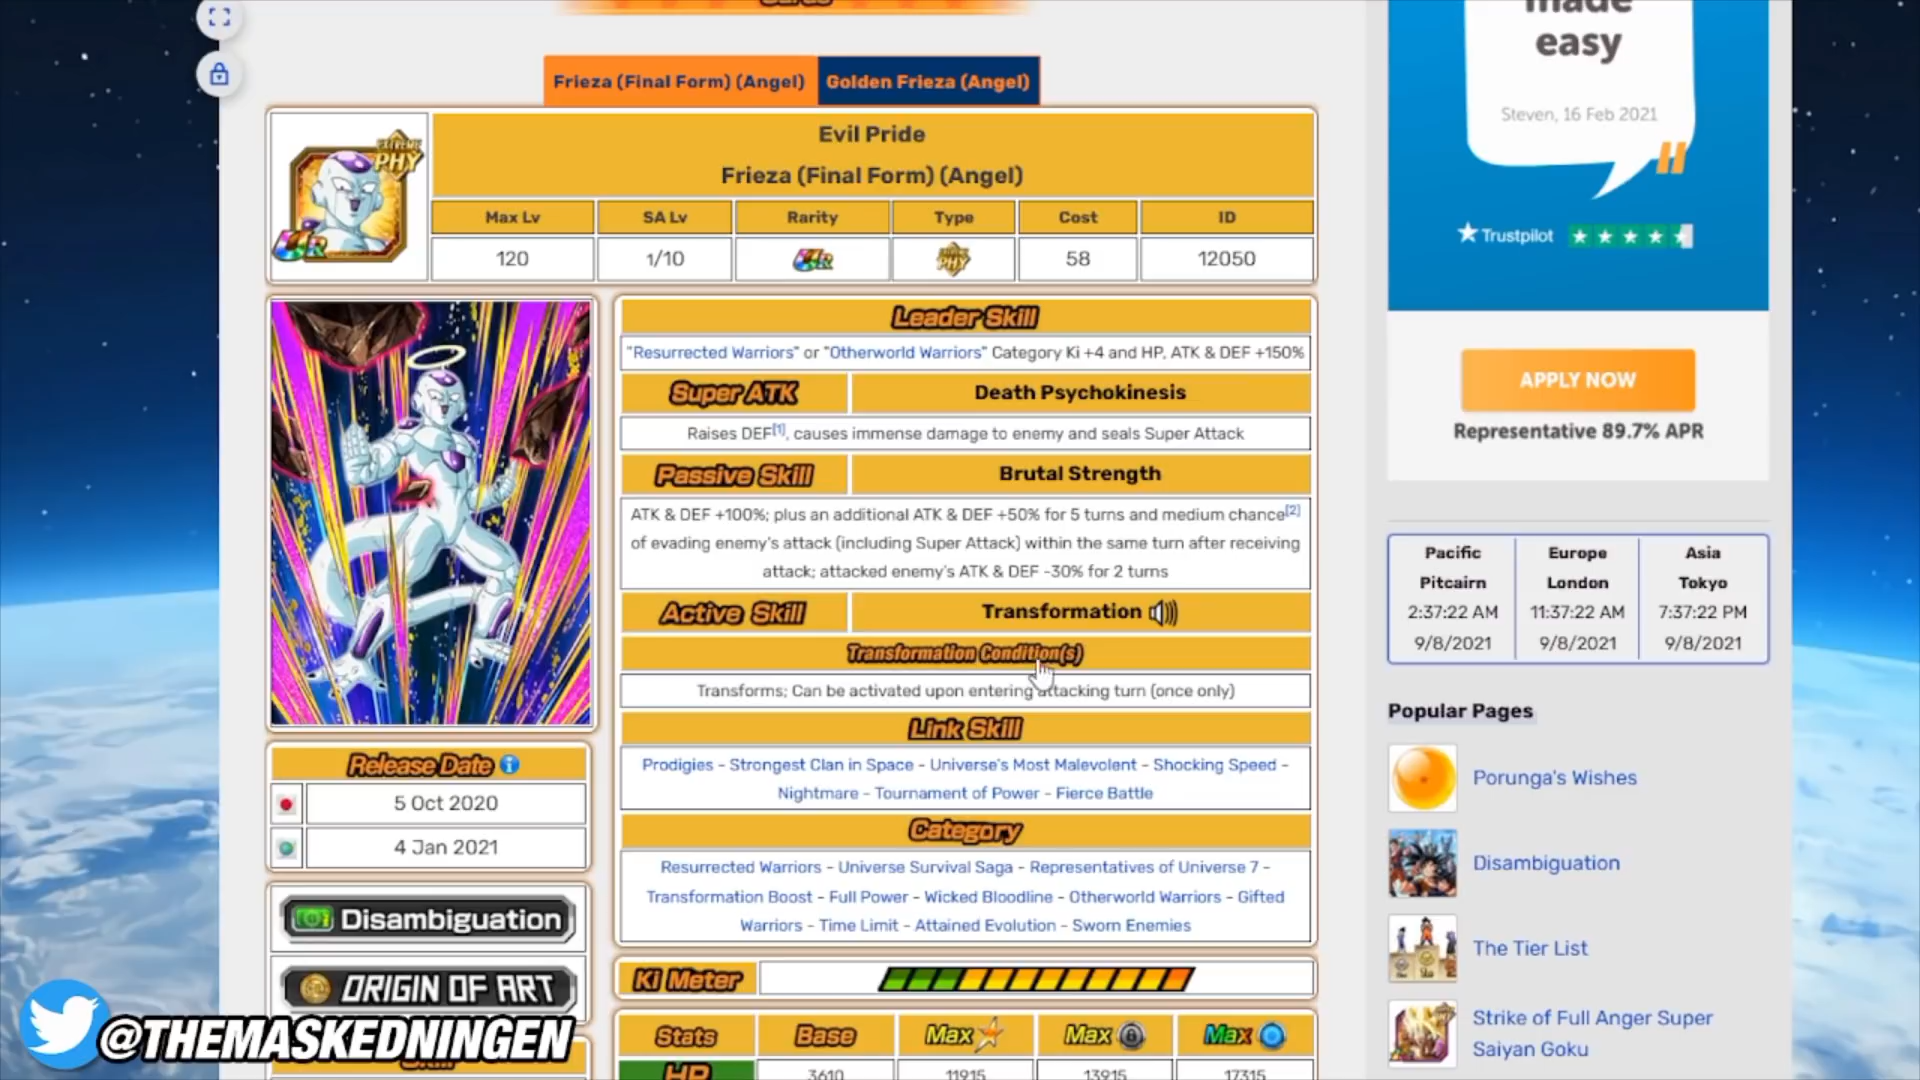 Cards
made
easy
Steven, 16 Feb 2021
Trustpilot
APPLY NOW
Representative 89.7% APR
Frieza (Final Form) (Angel)
Golden Frieza (Angel)
EXTREME
PHY
UR
Evil Pride
Frieza (Final Form) (Angel)
Max Lv
SA Lv
Rarity
Type
Cost
ID
120
1/10
UR
EXTREME
PHY
58
12050
Leader Skill
"Resurrected Warriors" or "Otherworld Warriors" Category Ki +4 and HP, ATK & DEF +150%
Super ATK
Death Psychokinesis
Raises DEF[1], causes immense damage to enemy and seals Super Attack
Passive Skill
Brutal Strength
ATK & DEF +100%; plus an additional ATK & DEF +50% for 5 turns and medium chance[2]
of evading enemy's attack (including Super Attack) within the same turn after receiving
attack; attacked enemy's ATK & DEF -30% for 2 turns
Active Skill
Transformation
Transformation Condition(s)
Transforms; Can be activated upon entering attacking turn (once only)
Link Skill
Prodigies - Strongest Clan in Space - Universe's Most Malevolent - Shocking Speed -
Nightmare - Tournament of Power - Fierce Battle
Category
Resurrected Warriors - Universe Survival Saga - Representatives of Universe 7 -
Transformation Boost - Full Power - Wicked Bloodline - Otherworld Warriors - Gifted
Warriors - Time Limit - Attained Evolution - Sworn Enemies
Ki Meter
Stats
Base
Max
Max
Max
HP
3610
11915
13915
17315
Release Date
5 Oct 2020
4 Jan 2021
Disambiguation
ORIGIN OF ART
@THEMASKEDNINGEN
Skill
Pacific
Pitcairn
2:37:22 AM
9/8/2021
Europe
London
11:37:22 AM
9/8/2021
Asia
Tokyo
7:37:22 PM
9/8/2021
Popular Pages
Porunga's Wishes
Disambiguation
The Tier List
Strike of Full Anger Super
Saiyan Goku